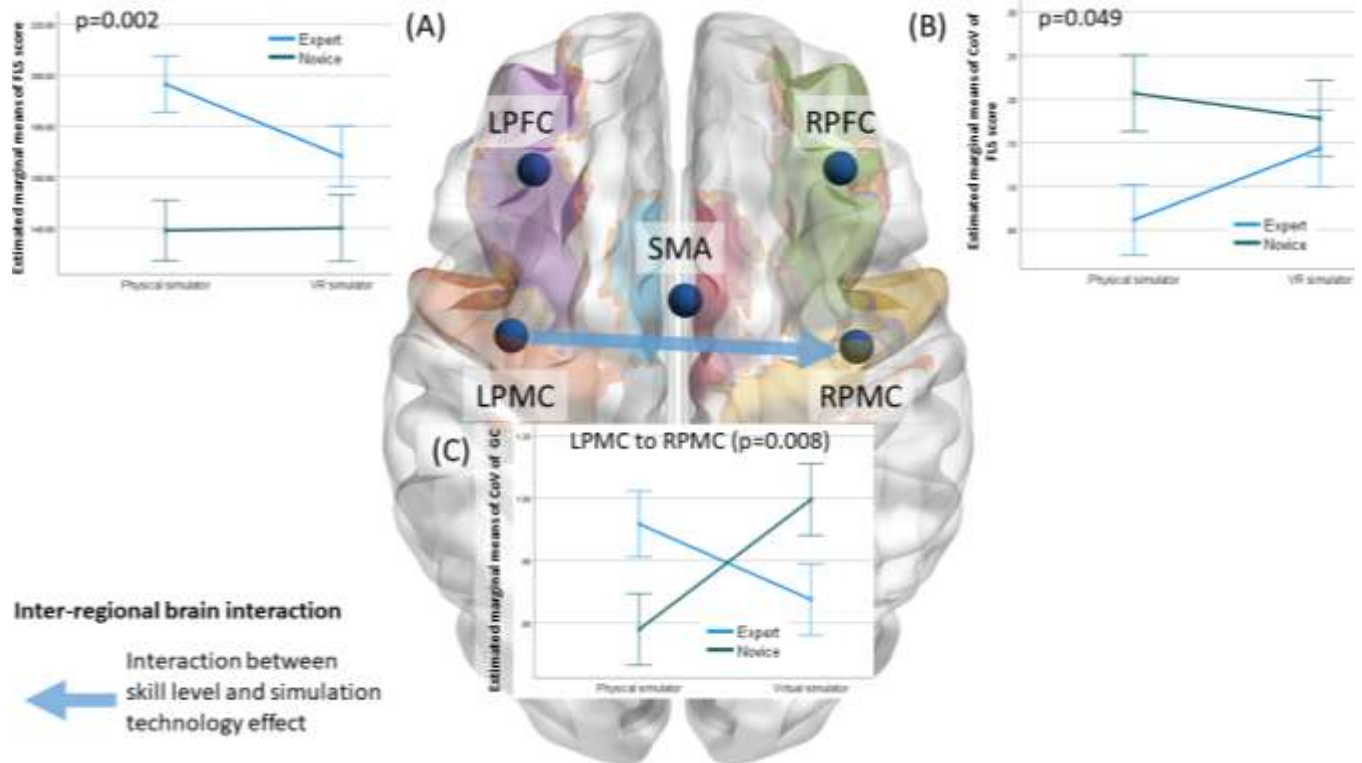 p=0.002
(A)
Expert
Novice
Estimated marginal means of FLS score
140.00
Physical simulator
VR simulator
(B)
p=0.049
Estimated marginal means of CoV of
FLS score
Expert
Novice
Physical simulator
VR simulator
LPFC
RPFC
SMA
LPMC
RPMC
(C)
LPMC to RPMC (p=0.008)
Estimated marginal means of CoV of GC
Expert
Novice
Physical simulator
Virtual simulator
Inter-regional brain interaction
Interaction between
skill level and simulation
technology effect